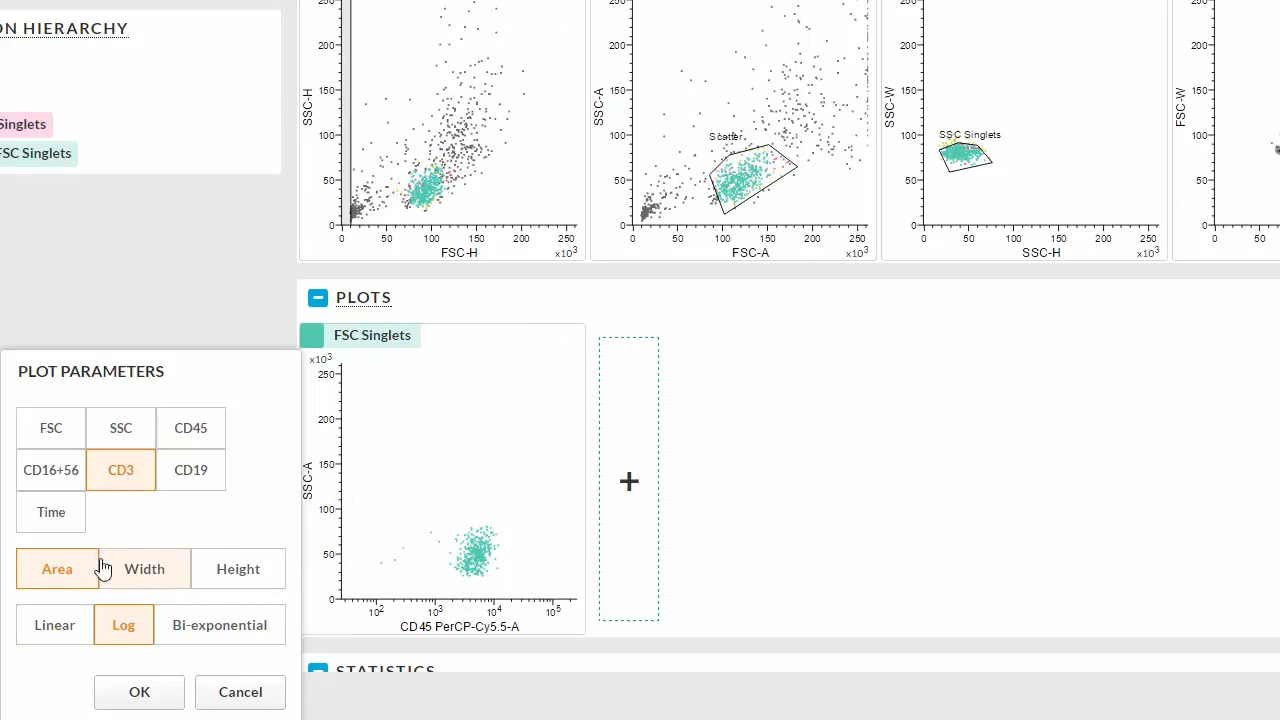 ON HIERARCHY
Singlets
FSC Singlets
250
200
150
100
50
0
SSC-H
0 50 100 150 200 250
FSC-H x10³
250
200
150
100
50
0
SSC-A
Scatter
0 50 100 150 200 250
FSC-A x10³
250
200
150
100
50
0
SSC-W
SSC Singlets
0 50 100 150 200 250
SSC-H x10³
200
150
100
50
0
FSC-W
0 50
PLOTS
FSC Singlets
x10³
250
200
150
100
50
0
SSC-A
10² 10³ 10⁴ 10⁵
CD45 PerCP-Cy5.5-A
+
STATISTICS
PLOT PARAMETERS
FSC SSC CD45
CD16+56 CD3 CD19
Time
Area Width Height
Linear Log Bi-exponential
OK Cancel